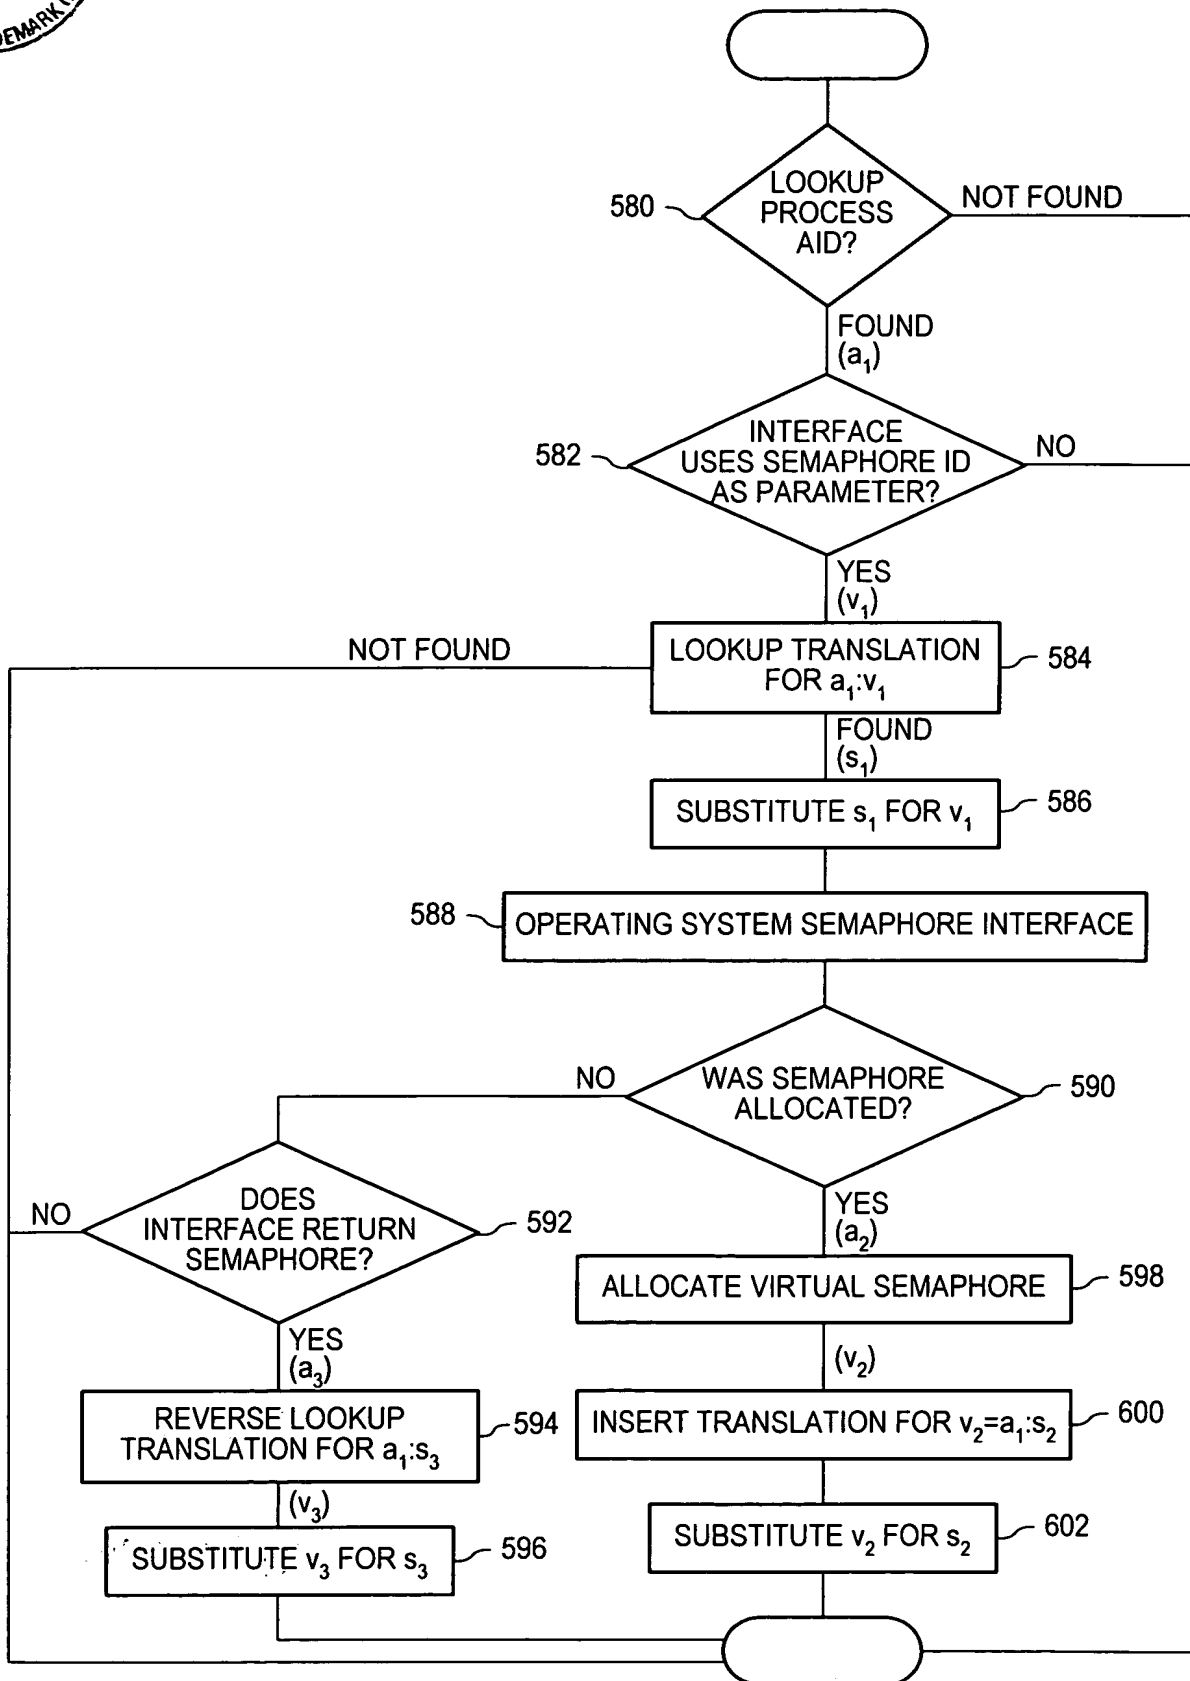 LOOKUP
PROCESS
AID?
580
NOT FOUND
FOUND
(a₁)
INTERFACE
USES SEMAPHORE ID
AS PARAMETER?
582
NO
YES
(v₁)
NOT FOUND
LOOKUP TRANSLATION
FOR a₁:v₁
584
FOUND
(s₁)
SUBSTITUTE s₁ FOR v₁
586
588
OPERATING SYSTEM SEMAPHORE INTERFACE
NO
WAS SEMAPHORE
ALLOCATED?
590
NO
DOES
INTERFACE RETURN
SEMAPHORE?
592
YES
(a₂)
ALLOCATE VIRTUAL SEMAPHORE
598
YES
(a₃)
(v₂)
REVERSE LOOKUP
TRANSLATION FOR a₁:s₃
594
INSERT TRANSLATION FOR v₂=a₁:s₂
600
(v₃)
SUBSTITUTE v₃ FOR s₃
596
SUBSTITUTE v₂ FOR s₂
602